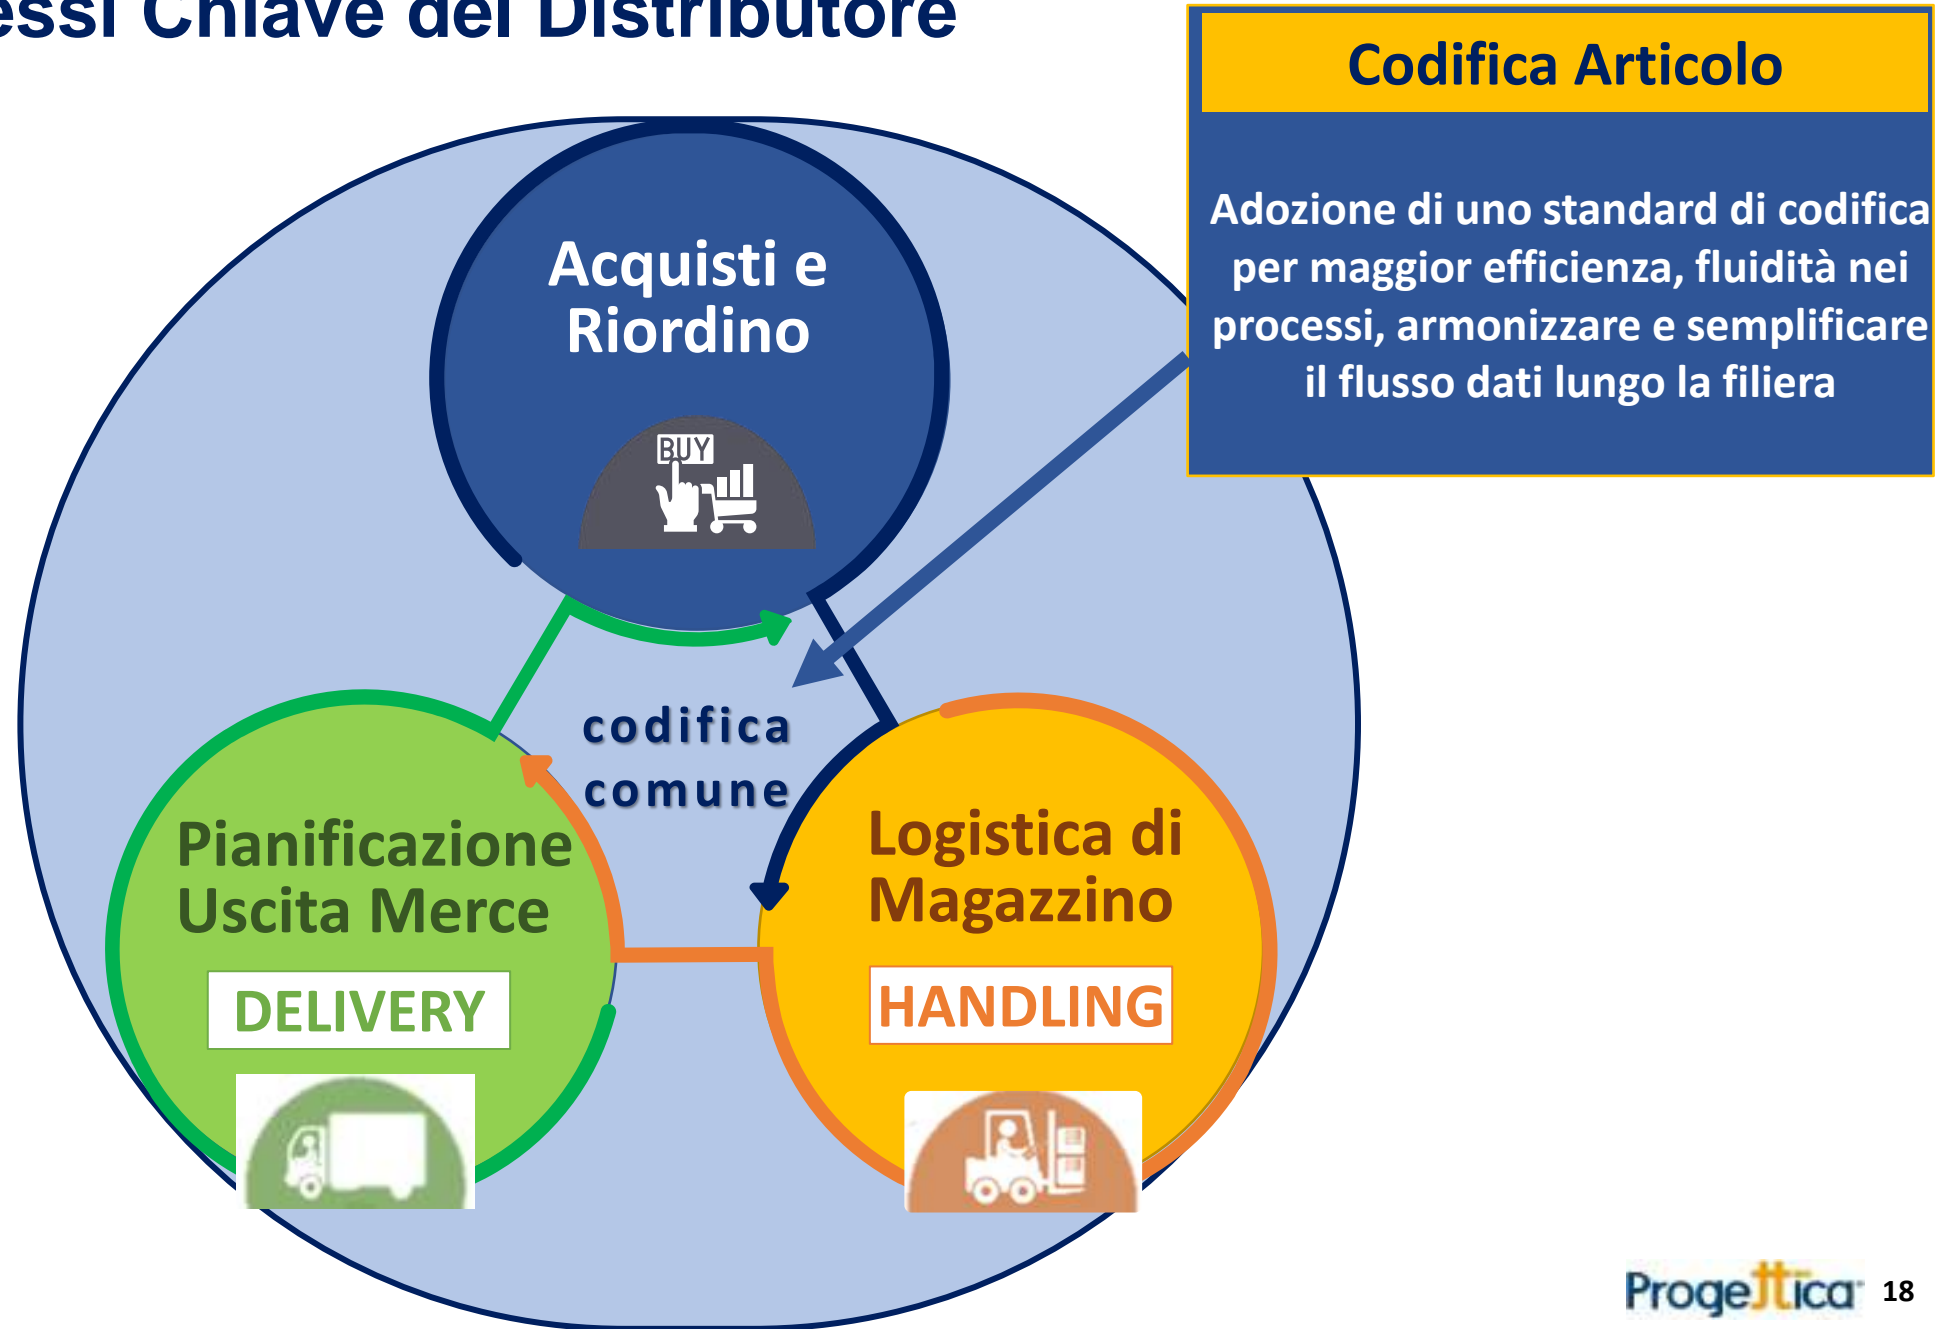 essi Chiave del Distributore
Codifica Articolo
Adozione di uno standard di codifica
per maggior efficienza, fluidità nei
processi, armonizzare e semplificare
il flusso dati lungo la filiera
Acquisti e
Riordino
BUY
codifica
comune
Pianificazione
Uscita Merce
DELIVERY
Logistica di
Magazzino
HANDLING
Progettica
18